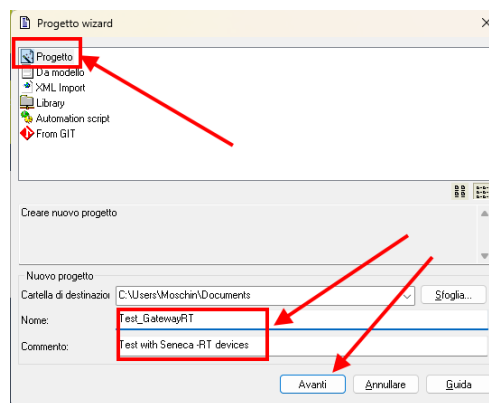 Progetto wizard
Progetto
Da modello
XML Import
Library
Automation script
From GIT
Creare nuovo progetto
Nuovo progetto
Cartella di destinazior C:\Users\Moschin\Documents Sfoglia...
Nome: Test_GatewayRT
Commento: Test with Seneca -RT devices
Avanti Annullare Guida